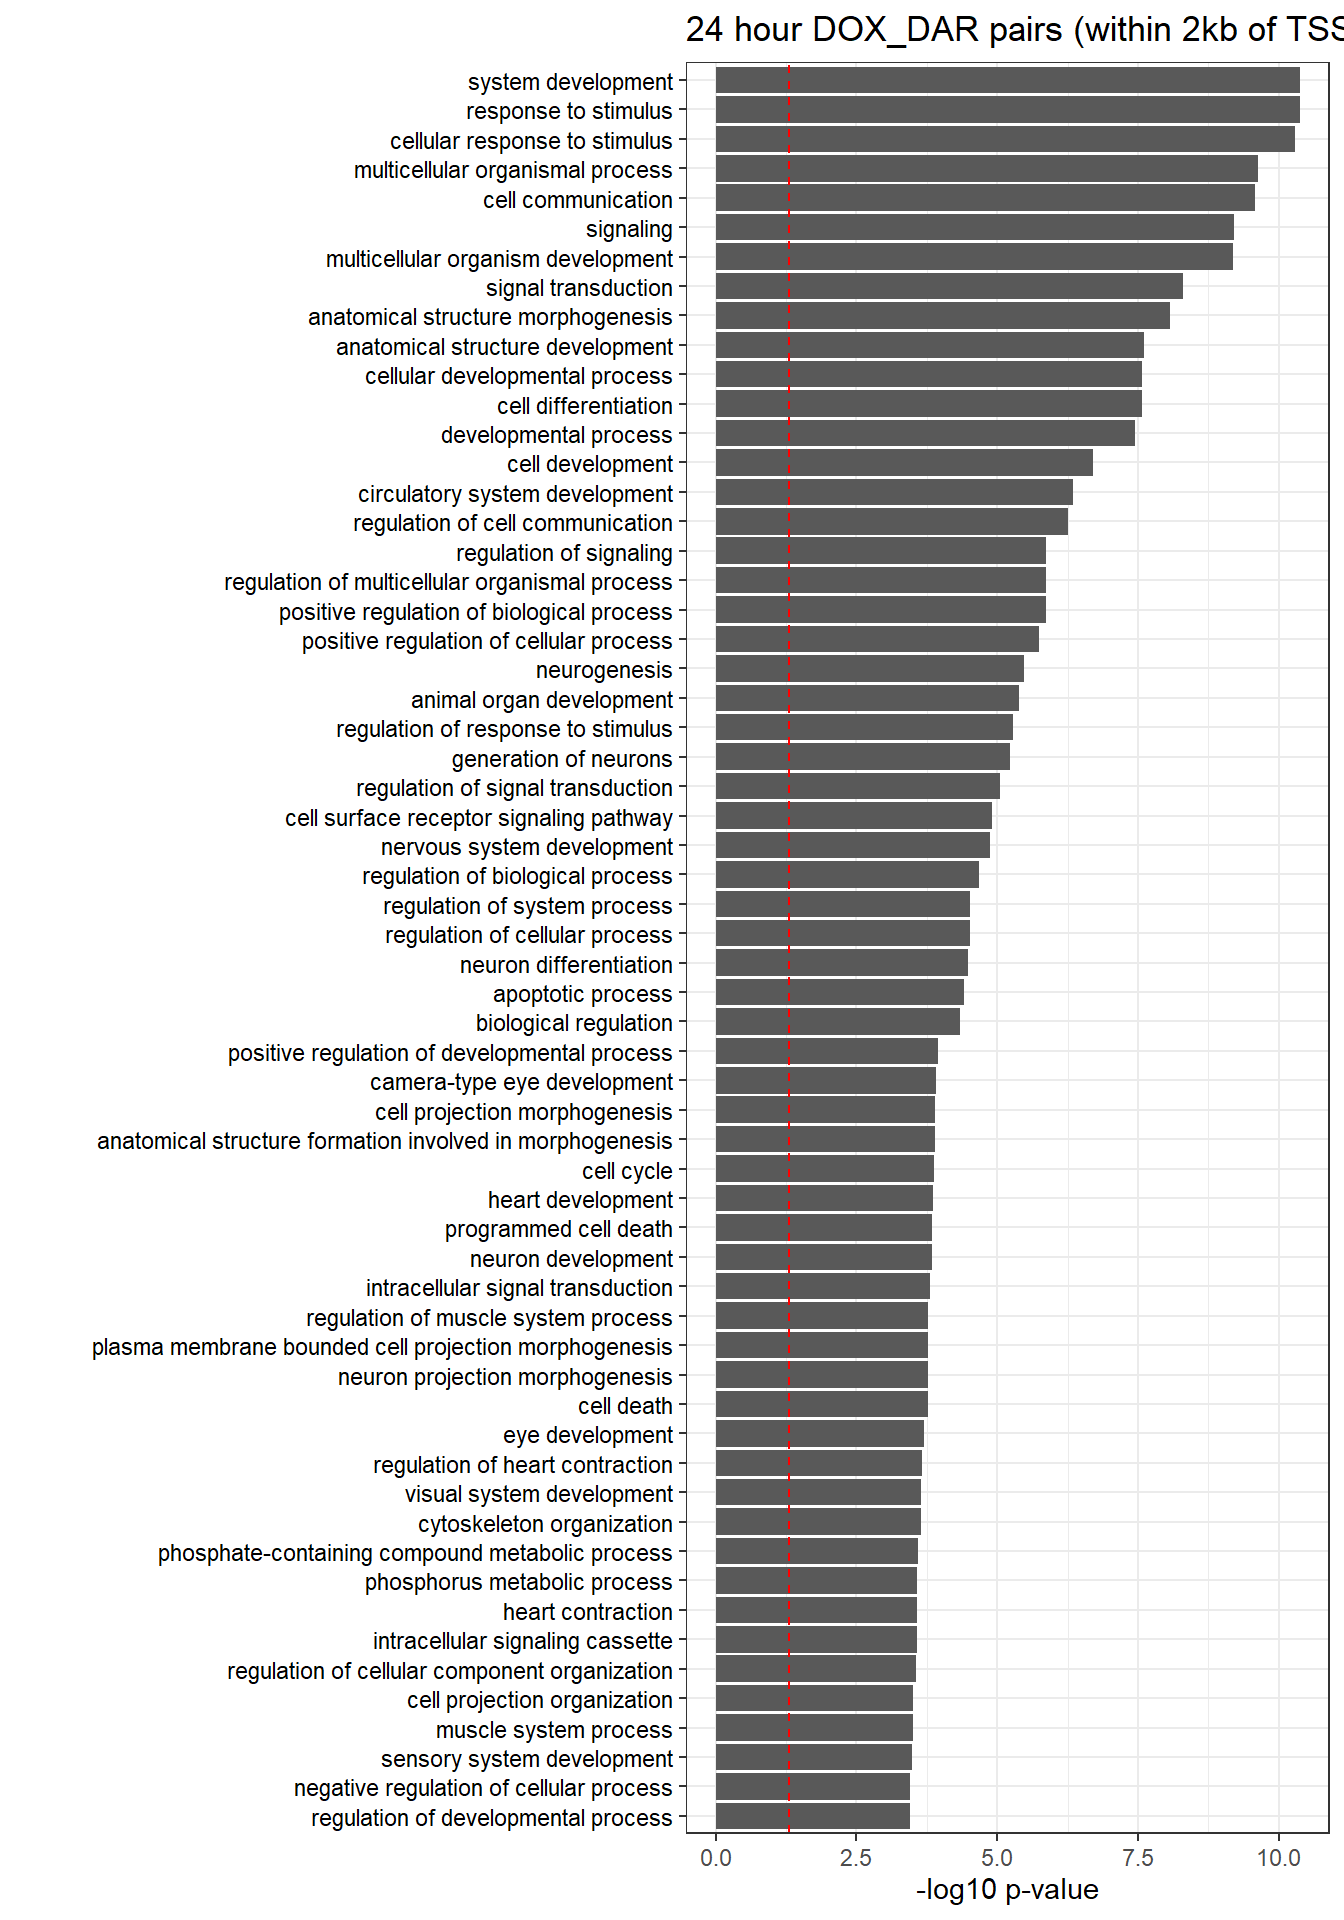 24 hour DOX_DAR pairs (within 2kb of TSS
system development
response to stimulus
cellular response to stimulus
multicellular organismal process
cell communication
signaling
multicellular organism development
signal transduction
anatomical structure morphogenesis
anatomical structure development
cellular developmental process
cell differentiation
developmental process
cell development
circulatory system development
regulation of cell communication
regulation of signaling
regulation of multicellular organismal process
positive regulation of biological process
positive regulation of cellular process
neurogenesis
animal organ development
regulation of response to stimulus
generation of neurons
regulation of signal transduction
cell surface receptor signaling pathway
nervous system development
regulation of biological process
regulation of system process
regulation of cellular process
neuron differentiation
apoptotic process
biological regulation
positive regulation of developmental process
camera-type eye development
cell projection morphogenesis
anatomical structure formation involved in morphogenesis
cell cycle
heart development
programmed cell death
neuron development
intracellular signal transduction
regulation of muscle system process
plasma membrane bounded cell projection morphogenesis
neuron projection morphogenesis
cell death
eye development
regulation of heart contraction
visual system development
cytoskeleton organization
phosphate-containing compound metabolic process
phosphorus metabolic process
heart contraction
intracellular signaling cassette
regulation of cellular component organization
cell projection organization
muscle system process
sensory system development
negative regulation of cellular process
regulation of developmental process
0.0 2.5 5.0 7.5 10.0
-log10 p-value